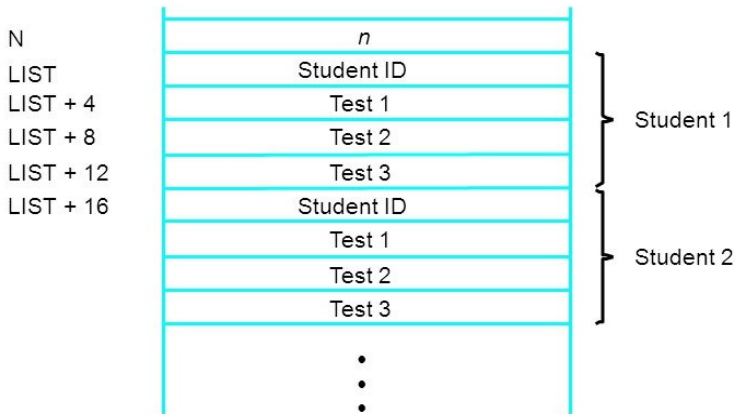 N n
LIST Student ID
LIST + 4 Test 1
LIST + 8 Test 2
LIST + 12 Test 3
Student 1
LIST + 16 Student ID
Test 1
Test 2
Test 3
Student 2